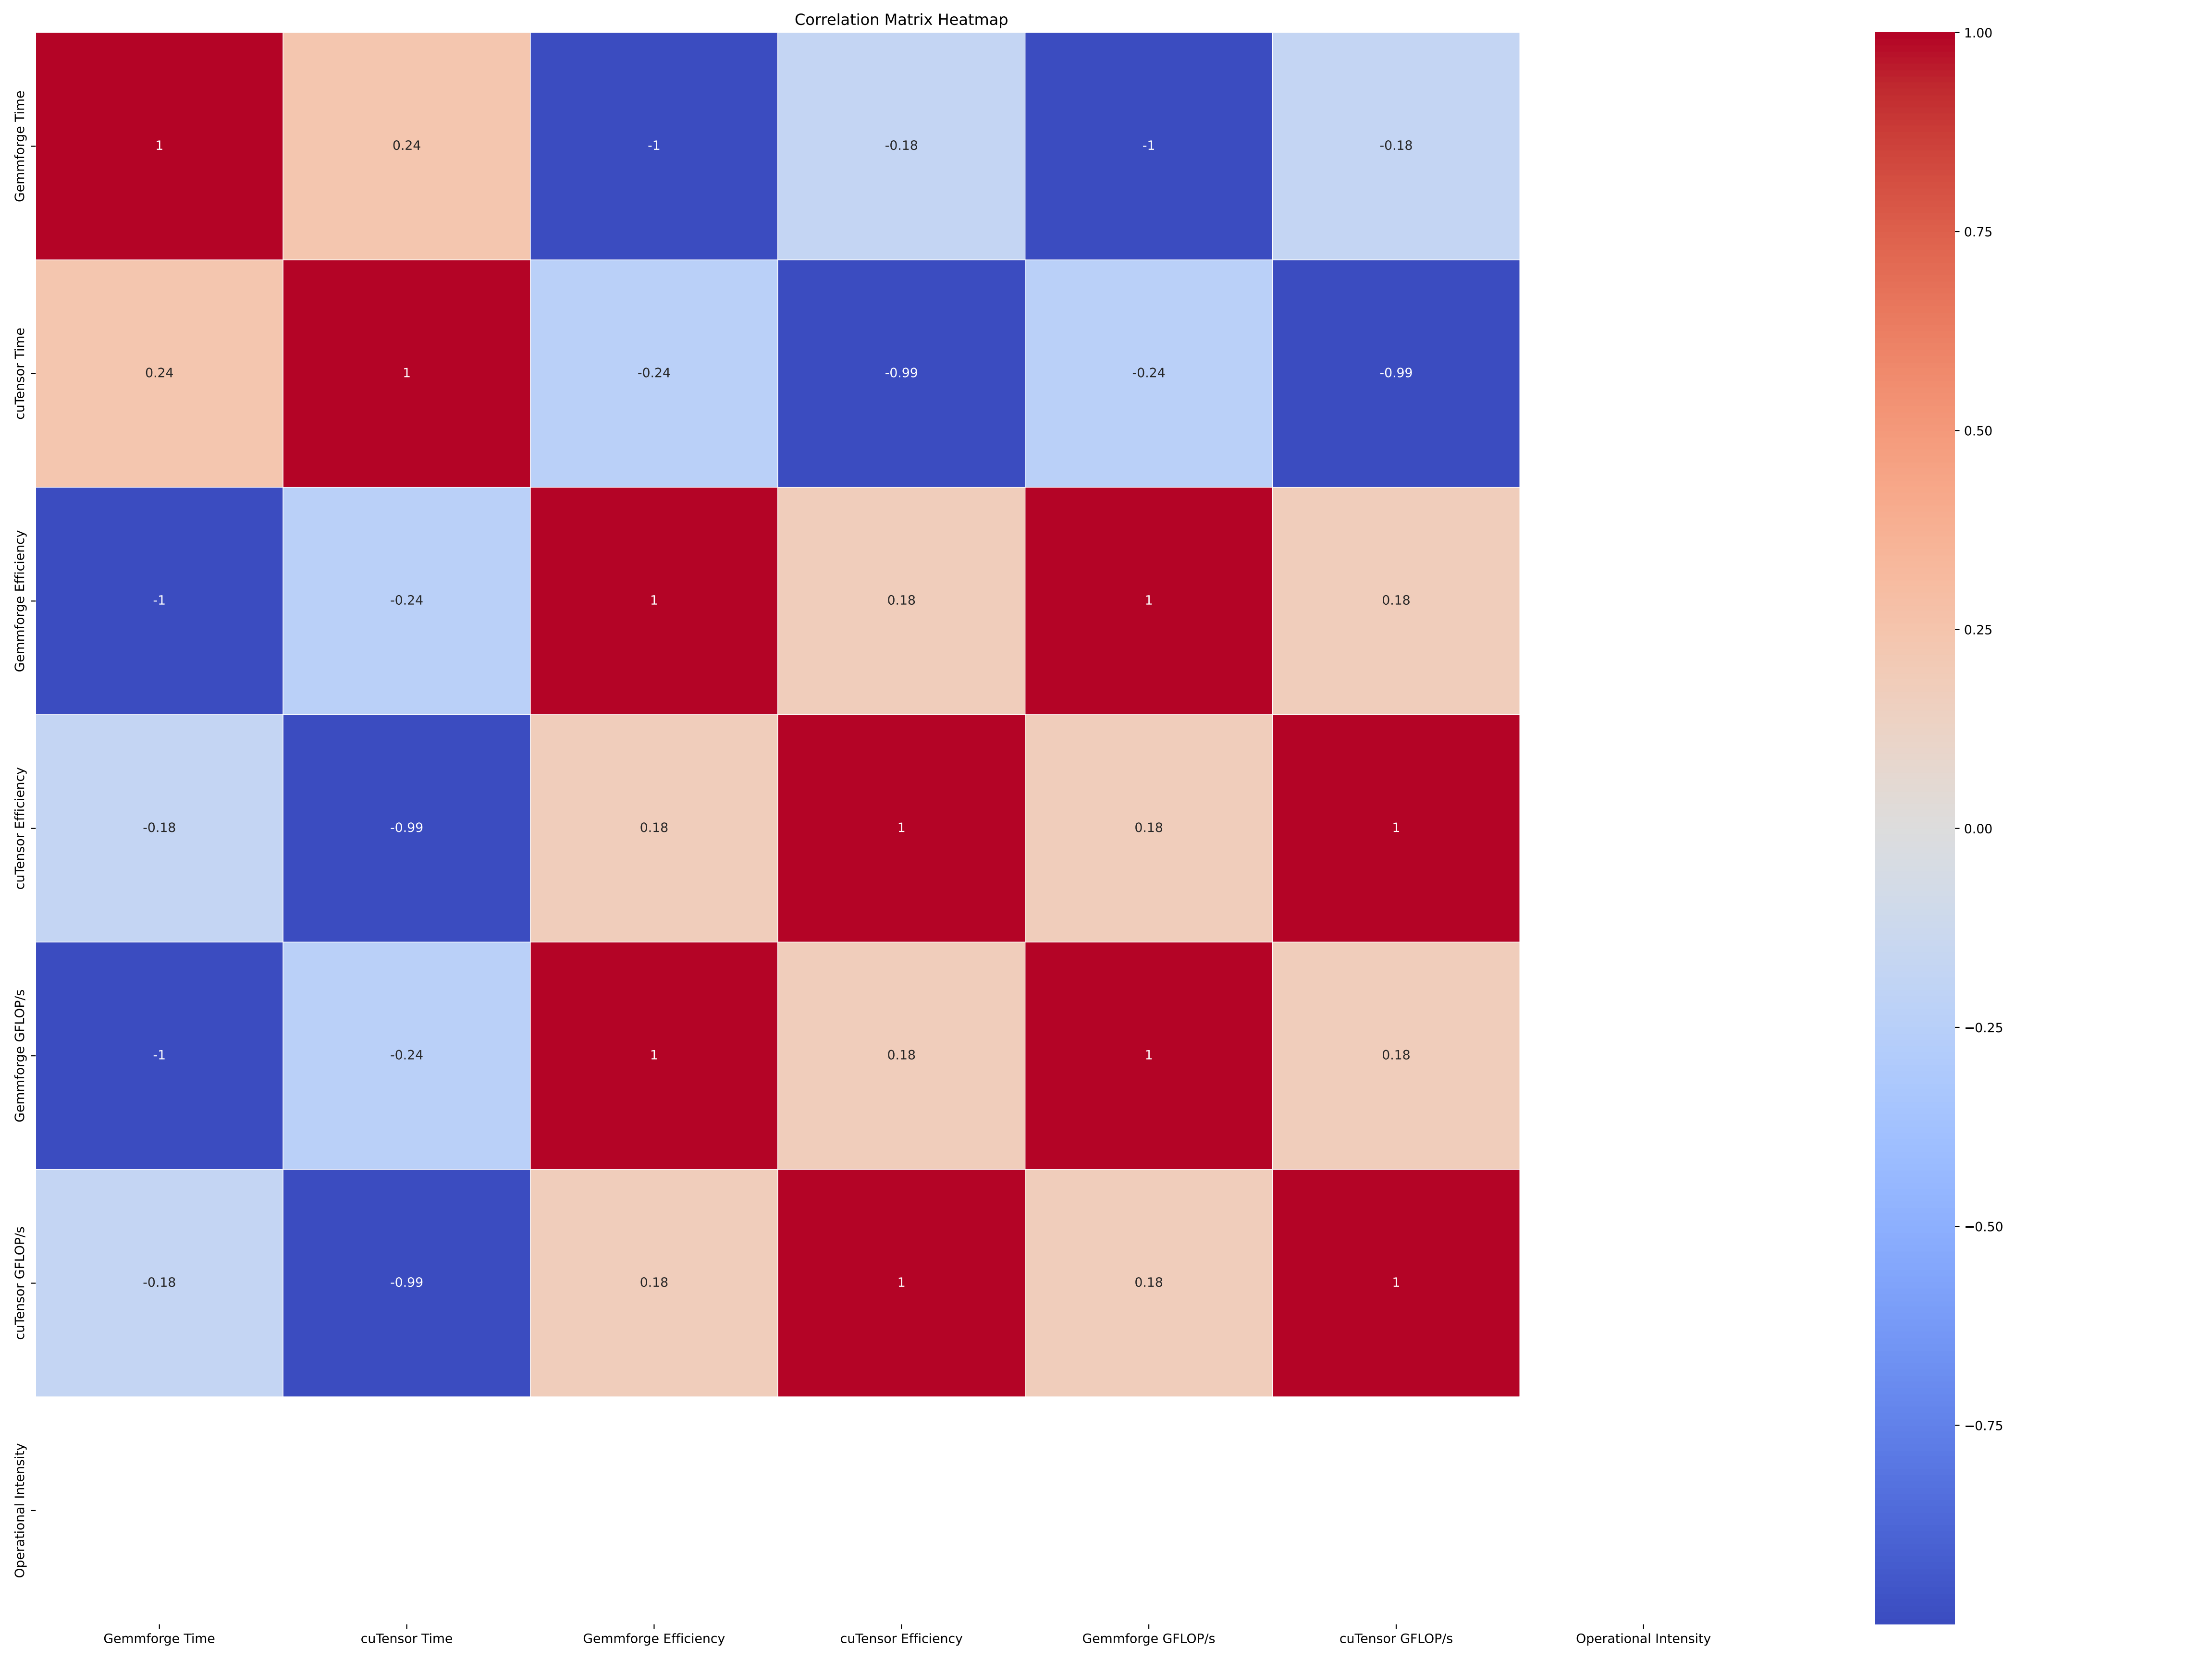 Correlation Matrix Heatmap
Gemmforge Time
1 0.24 -1 -0.18 -1 -0.18
cuTensor Time
0.24 1 -0.24 -0.99 -0.24 -0.99
Gemmforge Efficiency
-1 -0.24 1 0.18 1 0.18
cuTensor Efficiency
-0.18 -0.99 0.18 1 0.18 1
Gemmforge GFLOP/s
-1 -0.24 1 0.18 1 0.18
cuTensor GFLOP/s
-0.18 -0.99 0.18 1 0.18 1
Operational Intensity
Gemmforge Time cuTensor Time Gemmforge Efficiency cuTensor Efficiency Gemmforge GFLOP/s cuTensor GFLOP/s Operational Intensity
1.00
0.75
0.50
0.25
0.00
−0.25
−0.50
−0.75